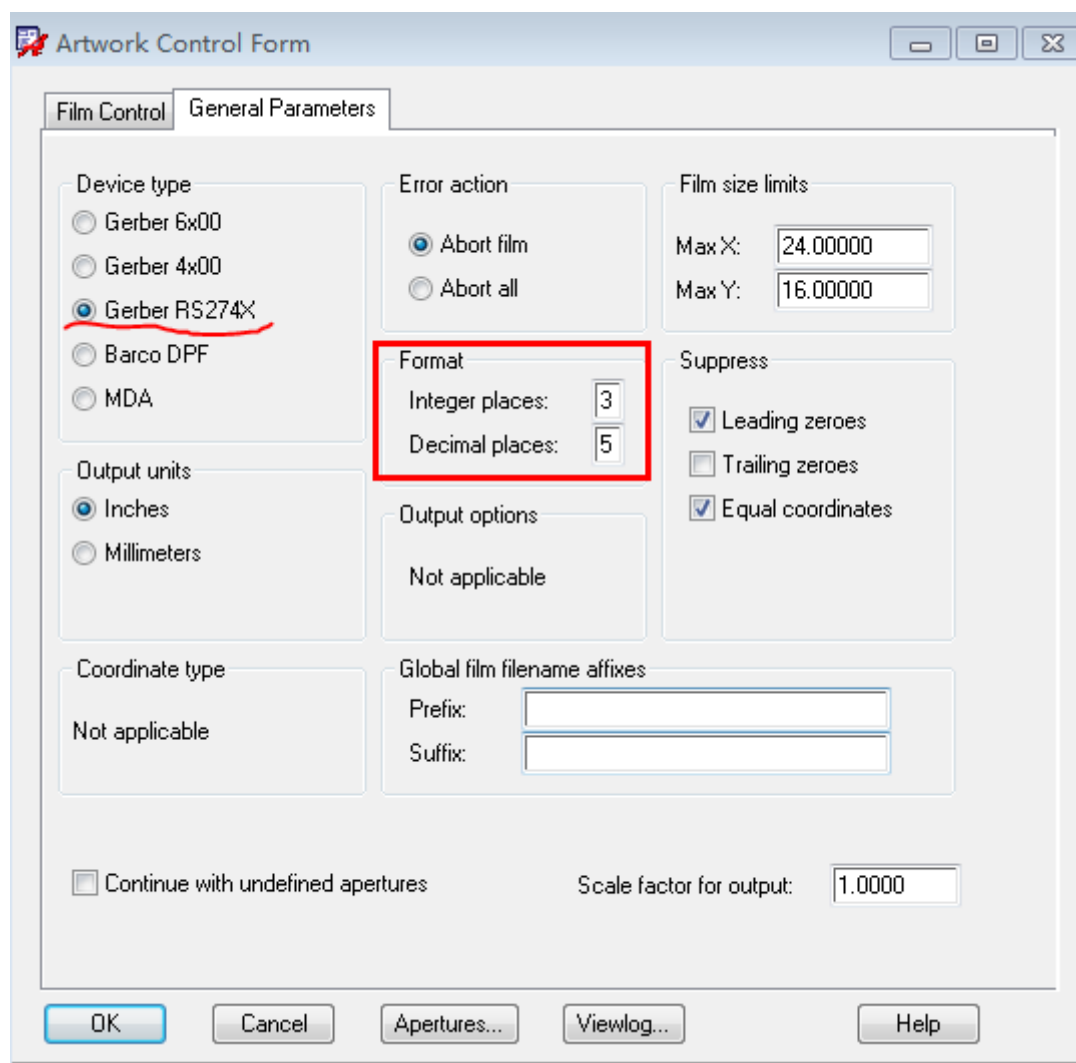 Artwork Control Form
Film Control General Parameters
Device type
Gerber 6x00
Gerber 4x00
Gerber RS274X
Barco DPF
MDA
Error action
Abort film
Abort all
Film size limits
Max X: 24.00000
Max Y: 16.00000
Format
Integer places: 3
Decimal places: 5
Suppress
Leading zeroes
Trailing zeroes
Equal coordinates
Output units
Inches
Millimeters
Output options
Not applicable
Coordinate type
Not applicable
Global film filename affixes
Prefix:
Suffix:
Continue with undefined apertures
Scale factor for output: 1.0000
OK Cancel Apertures... Viewlog... Help